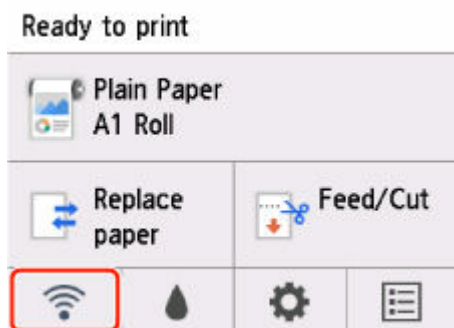 Ready to print
Plain Paper
A1 Roll
Replace
paper
Feed/Cut